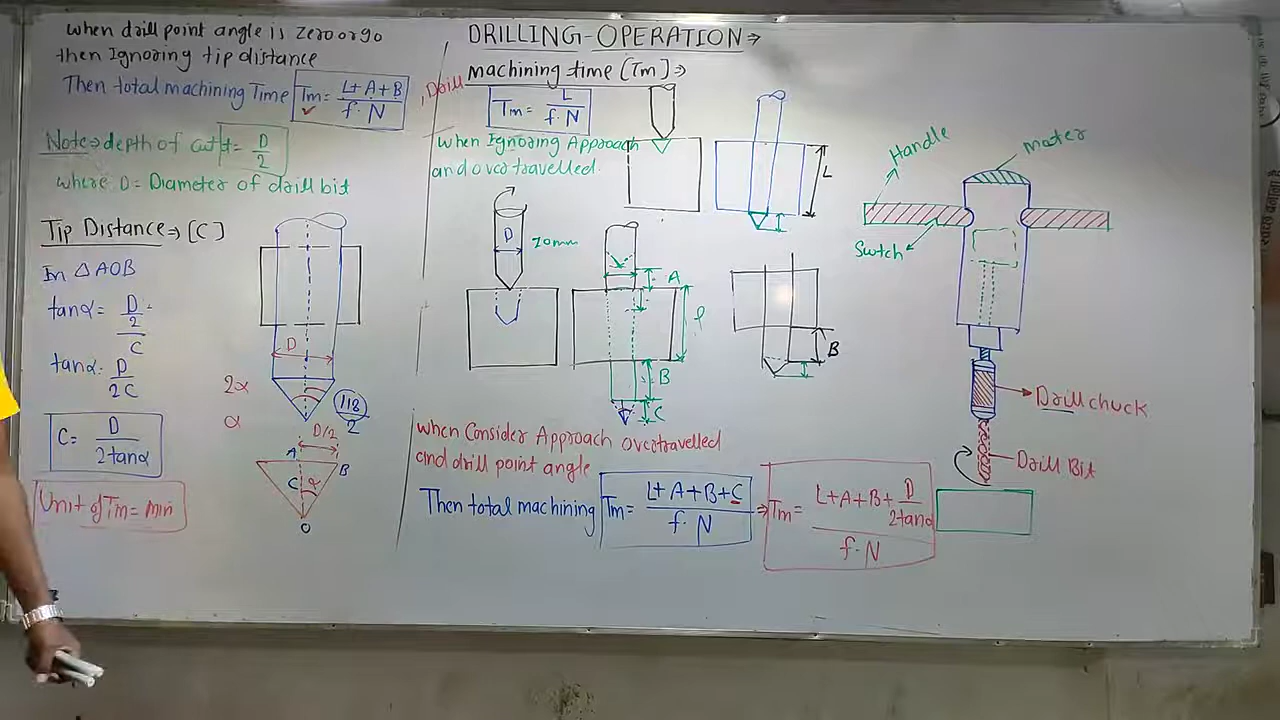 when drill point angle is zero or 90
then Ignoring tip distance
Then total machining Time Tm = L+A+B / f·N
Note⇒ depth of cut t = D/2
where D = Diameter of drill bit
Tip Distance ⇒ [C]
In △AOB
tanα = D/2 / C
tanα = D/2C
C = D / 2tanα
Unit of Tm = min
D
2α
α
118/2
D/2
A
B
C
α
O
DRILLING-OPERATION ⇒
machining time [Tm] ⇒
, Drill
Tm = L / f·N
when Ignoring Approach
and overtravelled.
L
D
20mm
A
B
C
B
when Consider Approach overtravelled
and drill point angle
Then total machining Tm = L+A+B+C / f·N ⇒ Tm = L+A+B+ D/2tanα / f·N
Handle
moter
Swtch
Drill chuck
Drill Bit